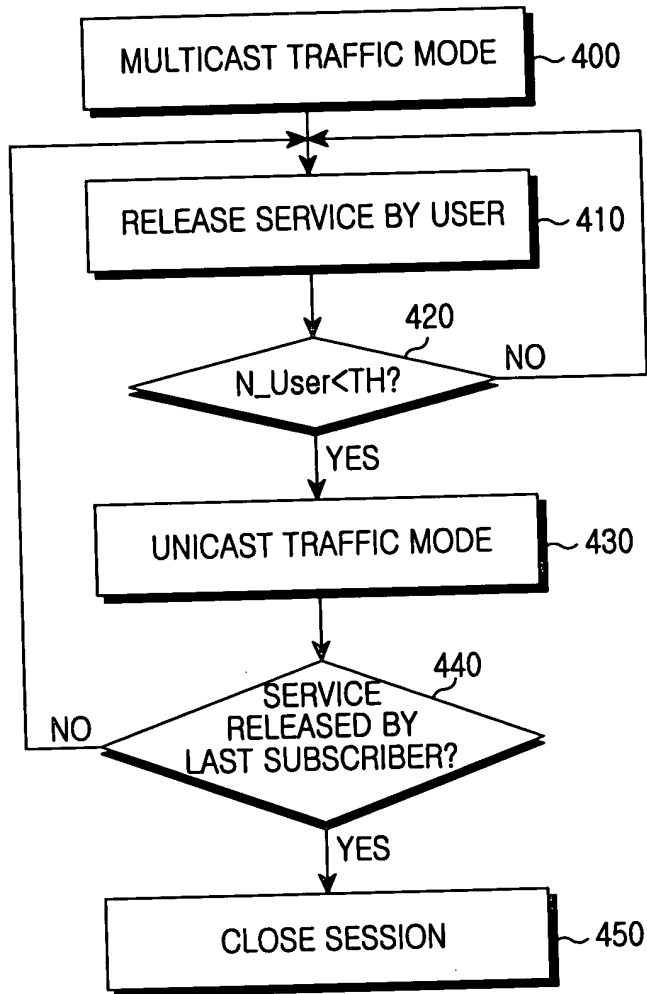 MULTICAST TRAFFIC MODE 400
RELEASE SERVICE BY USER 410
420
N_User<TH? NO
YES
UNICAST TRAFFIC MODE 430
440
SERVICE
RELEASED BY
NO
LAST SUBSCRIBER?
YES
CLOSE SESSION 450